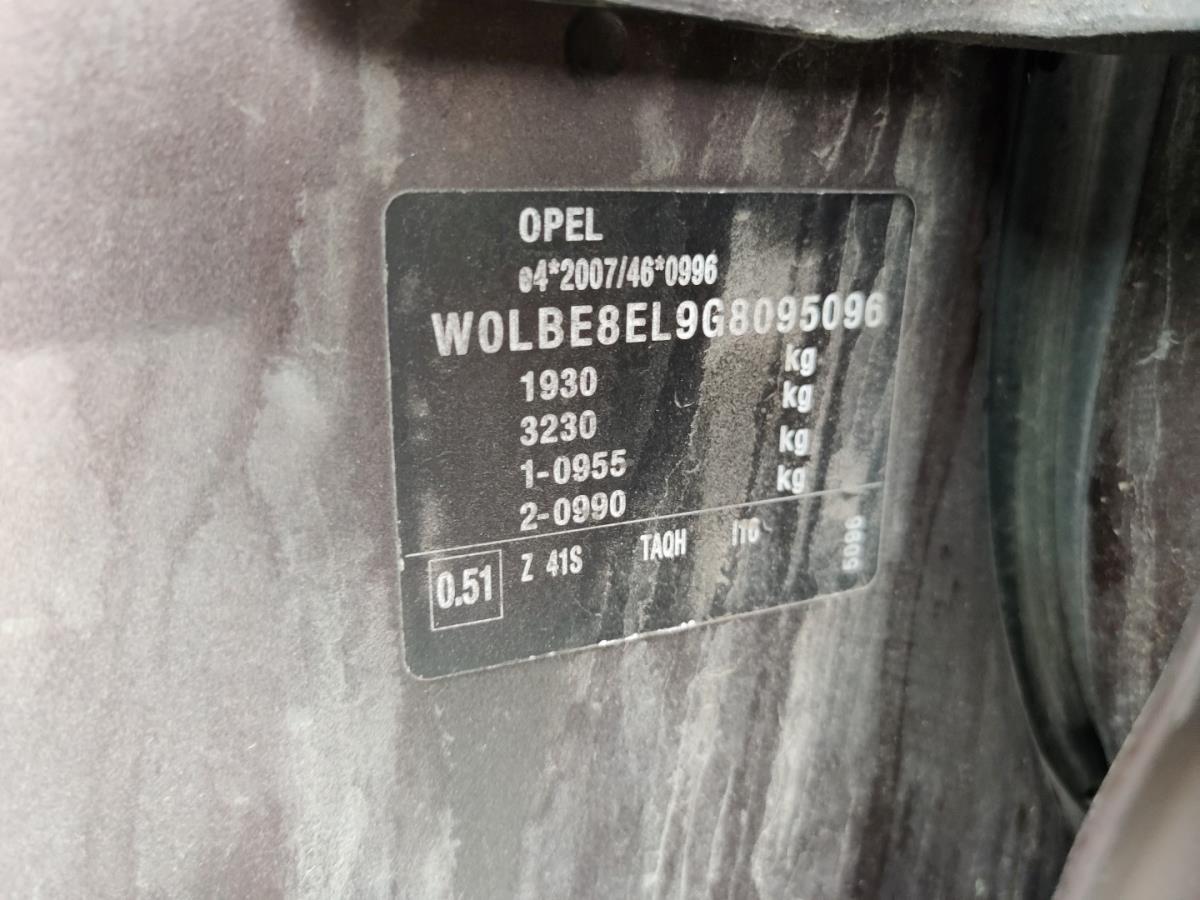 OPEL
e4*2007/46*0996
W0LBE8EL9G8095096
1930 kg
3230 kg
1-0955 kg
2-0990 kg
0.51 Z 41S TAQH
5096